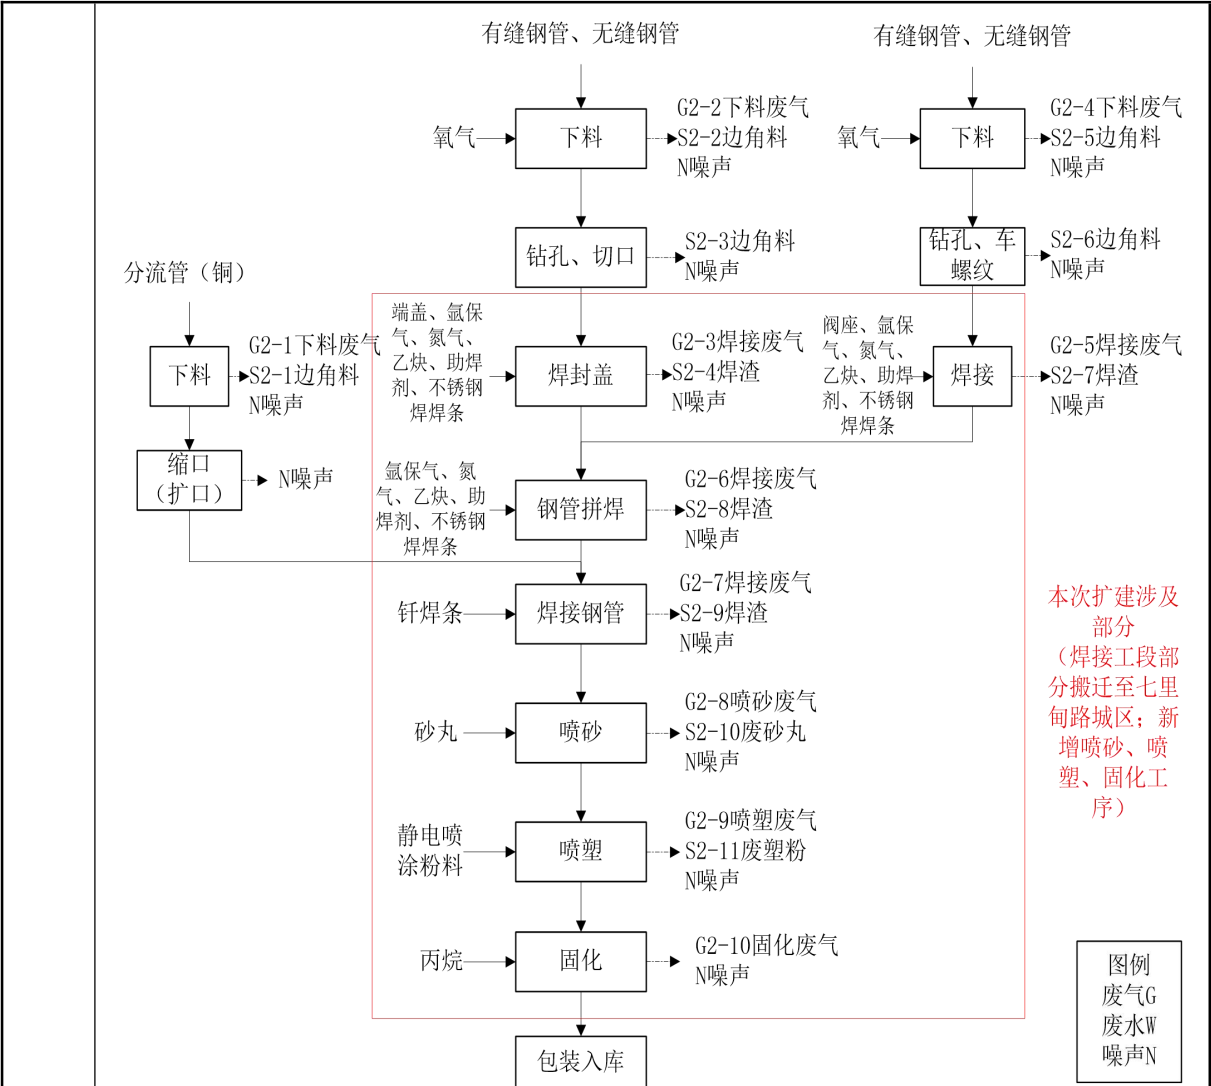 有缝钢管、无缝钢管
有缝钢管、无缝钢管
氧气
下料
G2-2下料废气
S2-2边角料
N噪声
氧气
下料
G2-4下料废气
S2-5边角料
N噪声
钻孔、切口
S2-3边角料
N噪声
钻孔、车
螺纹
S2-6边角料
N噪声
分流管（铜）
下料
G2-1下料废气
S2-1边角料
N噪声
端盖、氩保
气、氮气、
乙炔、助焊
剂、不锈钢
焊焊条
焊封盖
G2-3焊接废气
S2-4焊渣
N噪声
阀座、氩保
气、氮气、
乙炔、助焊
剂、不锈钢
焊焊条
焊接
G2-5焊接废气
S2-7焊渣
N噪声
缩口
（扩口）
N噪声
氩保气、氮
气、乙炔、助
焊剂、不锈钢
焊焊条
钢管拼焊
G2-6焊接废气
S2-8焊渣
N噪声
钎焊条
焊接钢管
G2-7焊接废气
S2-9焊渣
N噪声
本次扩建涉及
部分
（焊接工段部
分搬迁至七里
甸路城区；新
增喷砂、喷
塑、固化工
序）
砂丸
喷砂
G2-8喷砂废气
S2-10废砂丸
N噪声
静电喷
涂粉料
喷塑
G2-9喷塑废气
S2-11废塑粉
N噪声
丙烷
固化
G2-10固化废气
N噪声
包装入库
图例
废气G
废水W
噪声N